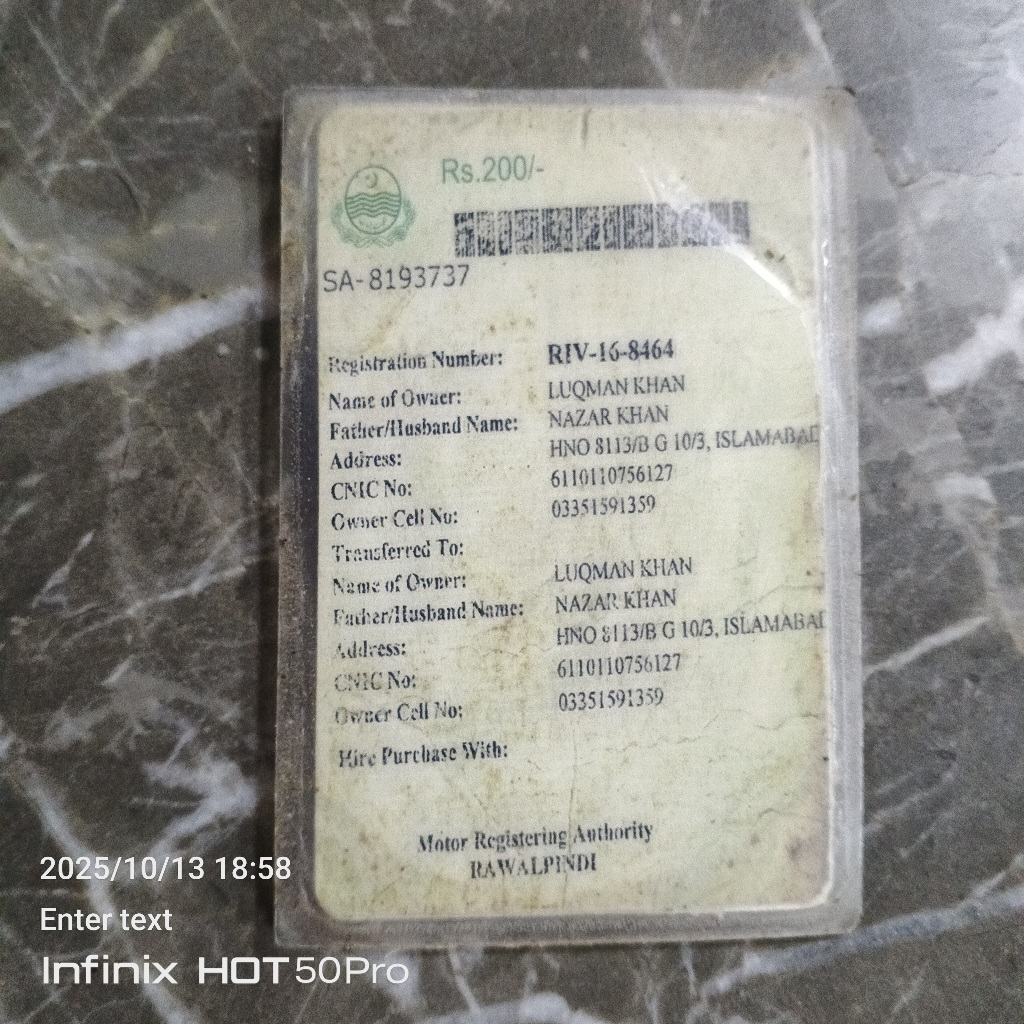 Rs.200/-
SA-8193737
Registration Number: RIV-16-8464
Name of Owner: LUQMAN KHAN
Father/Husband Name: NAZAR KHAN
Address: HNO 8113/B G 10/3, ISLAMABAD
CNIC No: 6110110756127
Owner Cell No: 03351591359
Transferred To:
Name of Owner: LUQMAN KHAN
Father/Husband Name: NAZAR KHAN
Address: HNO 8113/B G 10/3, ISLAMABAD
CNIC No: 6110110756127
Owner Cell No: 03351591359
Hire Purchase With:
Motor Registering Authority
RAWALPINDI
2025/10/13 18:58
Enter text
Infinix HOT 50 Pro